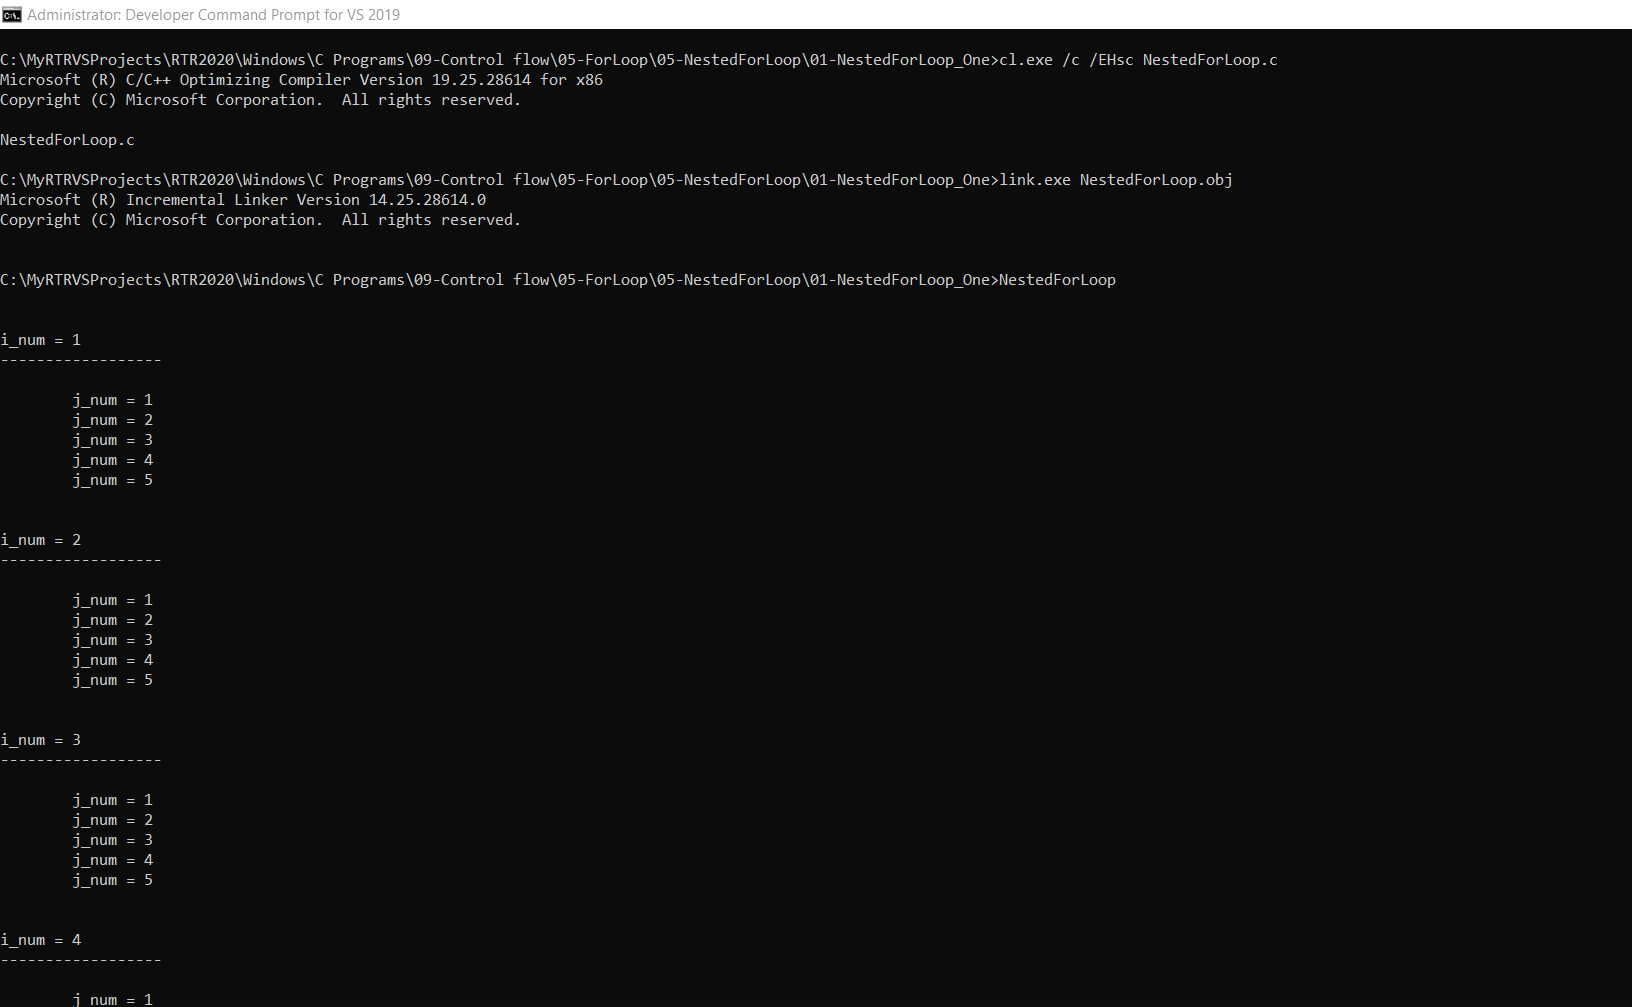 Administrator: Developer Command Prompt for VS 2019
C:\MyRTRVSProjects\RTR2020\Windows\C Programs\09-Control flow\05-ForLoop\05-NestedForLoop\01-NestedForLoop_One>cl.exe /c /EHsc NestedForLoop.c
Microsoft (R) C/C++ Optimizing Compiler Version 19.25.28614 for x86
Copyright (C) Microsoft Corporation.  All rights reserved.
NestedForLoop.c
C:\MyRTRVSProjects\RTR2020\Windows\C Programs\09-Control flow\05-ForLoop\05-NestedForLoop\01-NestedForLoop_One>link.exe NestedForLoop.obj
Microsoft (R) Incremental Linker Version 14.25.28614.0
Copyright (C) Microsoft Corporation.  All rights reserved.
C:\MyRTRVSProjects\RTR2020\Windows\C Programs\09-Control flow\05-ForLoop\05-NestedForLoop\01-NestedForLoop_One>NestedForLoop
i_num = 1
------------------
j_num = 1
j_num = 2
j_num = 3
j_num = 4
j_num = 5
i_num = 2
------------------
j_num = 1
j_num = 2
j_num = 3
j_num = 4
j_num = 5
i_num = 3
------------------
j_num = 1
j_num = 2
j_num = 3
j_num = 4
j_num = 5
i_num = 4
------------------
j_num = 1